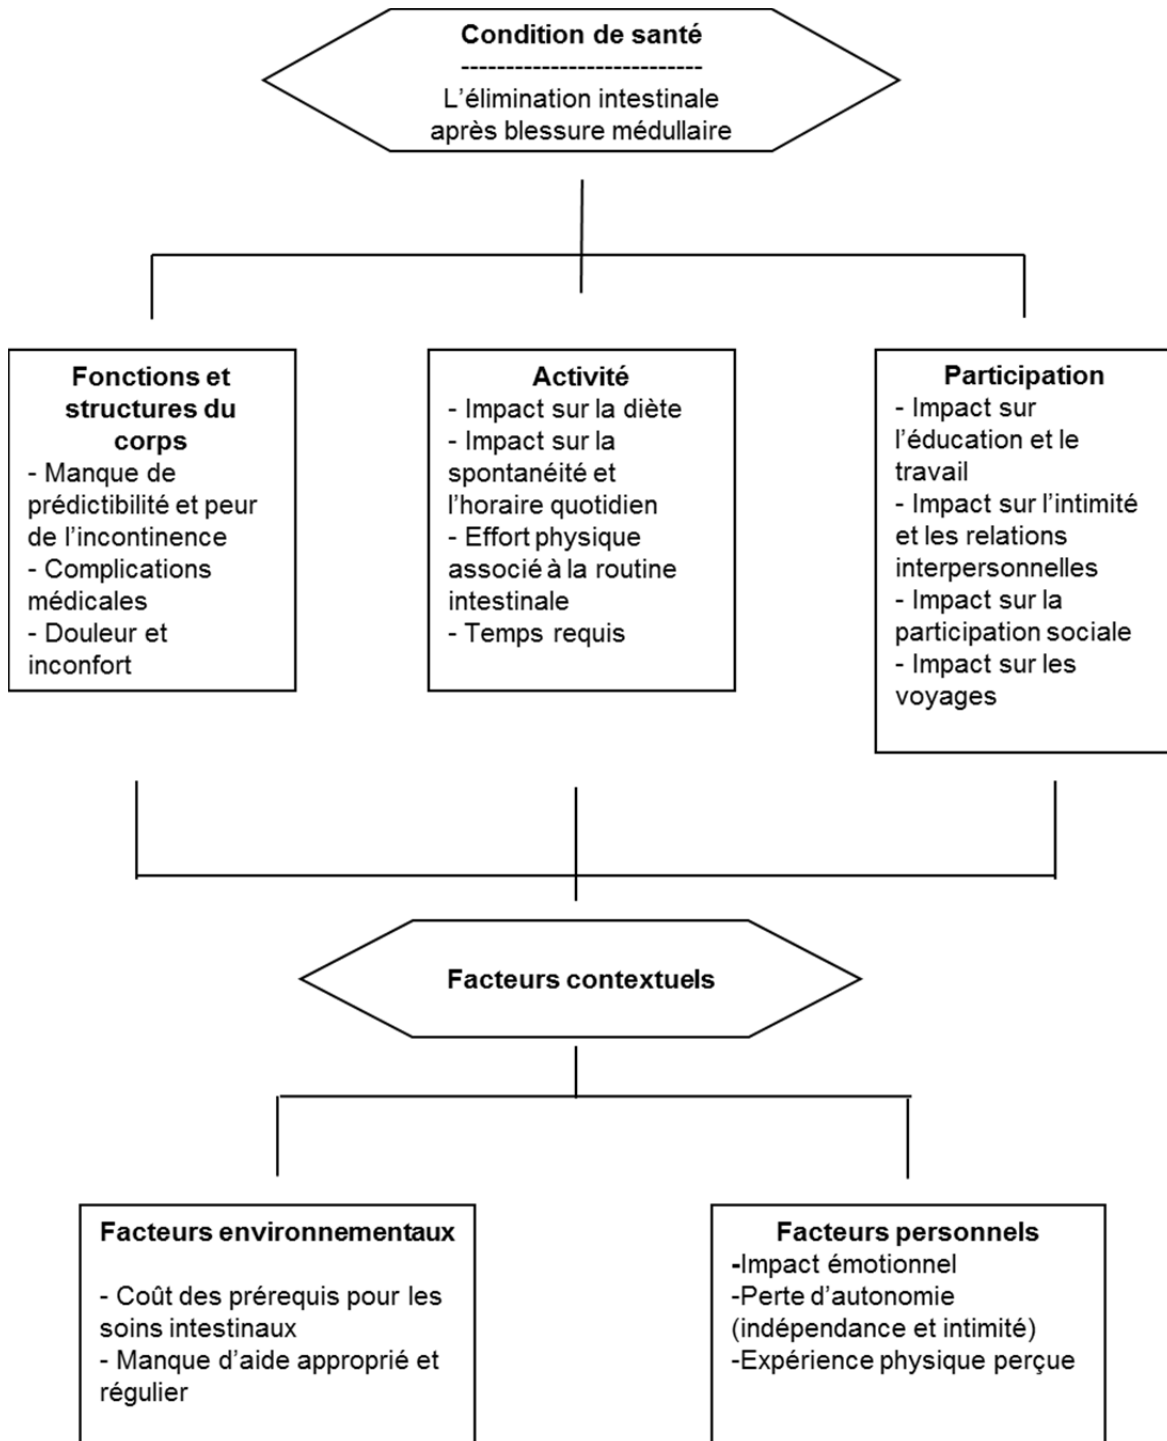 Condition de santé
---------------------------
L'élimination intestinale
après blessure médullaire
Fonctions et
structures du
corps
- Manque de
prédictibilité et peur
de l'incontinence
- Complications
médicales
- Douleur et
inconfort
Activité
- Impact sur la diète
- Impact sur la
spontanéité et
l'horaire quotidien
- Effort physique
associé à la routine
intestinale
- Temps requis
Participation
- Impact sur
l'éducation et le
travail
- Impact sur l'intimité
et les relations
interpersonnelles
- Impact sur la
participation sociale
- Impact sur les
voyages
Facteurs contextuels
Facteurs environnementaux
- Coût des prérequis pour les
soins intestinaux
- Manque d'aide approprié et
régulier
Facteurs personnels
-Impact émotionnel
-Perte d'autonomie
(indépendance et intimité)
-Expérience physique perçue